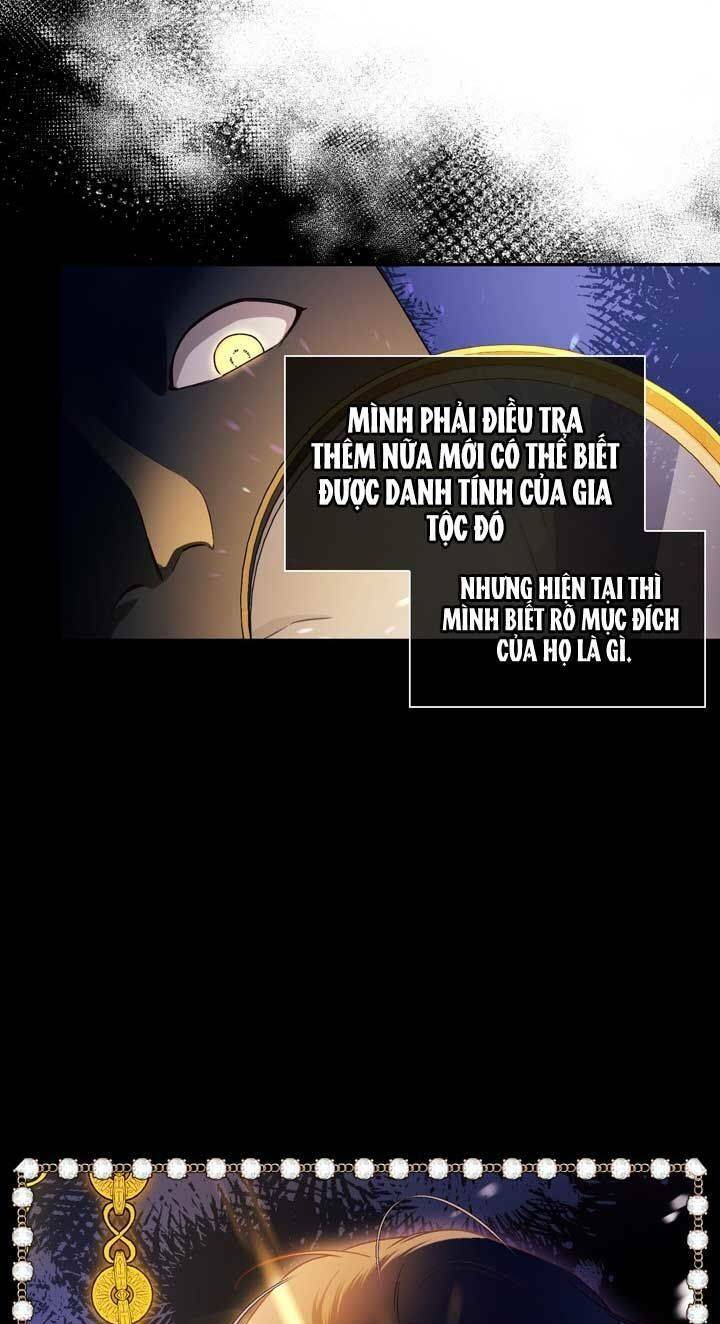 MÌNH PHẢI ĐIỀU TRA
THÊM NỮA MỚI CÓ THỂ BIẾT
ĐƯỢC DANH TÍNH CỦA GIA
TỘC ĐÓ
NHƯNG HIỆN TẠI THÌ
MÌNH BIẾT RÕ MỤC ĐÍCH
CỦA HỌ LÀ GÌ.